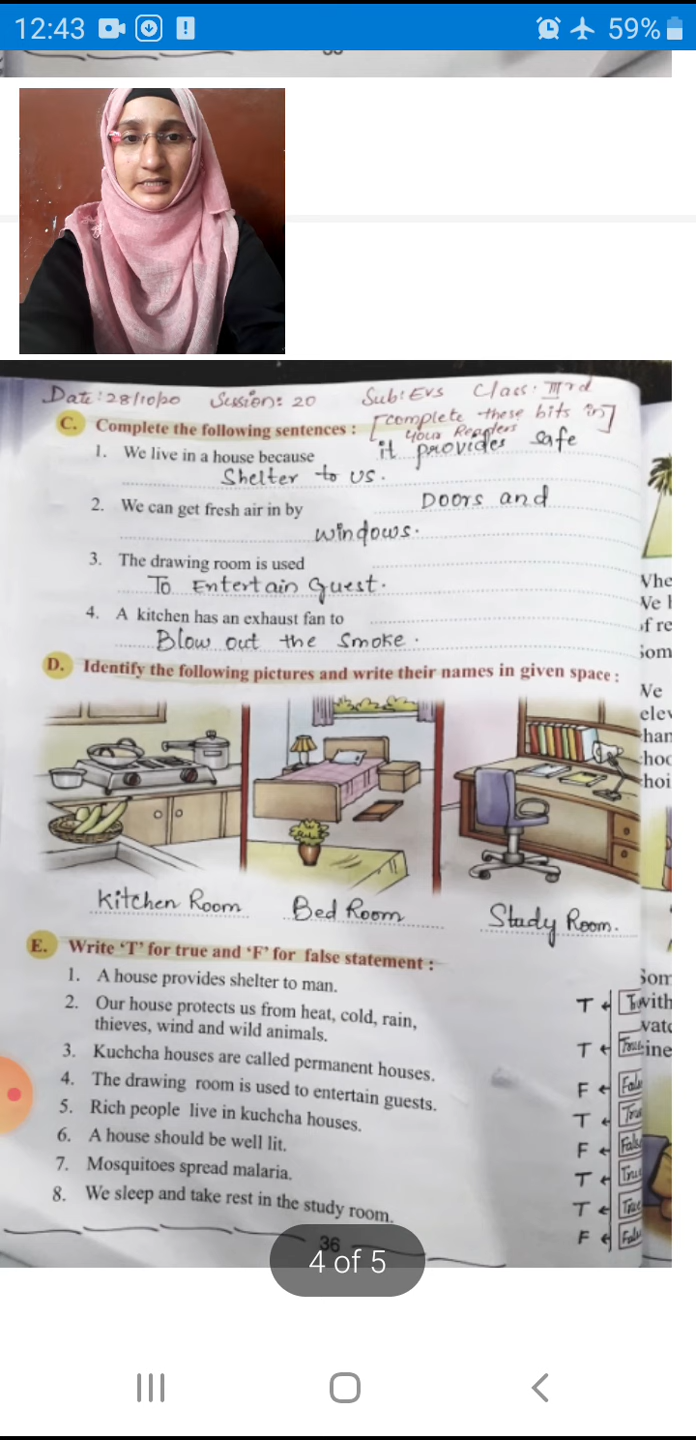 12:43
59%
Date: 28/10/20 Session: 20 Sub: EVS Class: IIIrd
[complete these bits in
your Readers]
C. Complete the following sentences :
1. We live in a house because it provides safe
Shelter to us.
2. We can get fresh air in by Doors and
windows.
3. The drawing room is used
To Entertain Guest.
4. A kitchen has an exhaust fan to
Blow out the Smoke.
D. Identify the following pictures and write their names in given space :
Kitchen Room Bed Room Study Room.
E. Write ‘T’ for true and ‘F’ for false statement :
1. A house provides shelter to man. T
2. Our house protects us from heat, cold, rain,
thieves, wind and wild animals. T True
3. Kuchcha houses are called permanent houses. F
4. The drawing room is used to entertain guests. T
5. Rich people live in kuchcha houses. F
6. A house should be well lit. T
7. Mosquitoes spread malaria. T True
8. We sleep and take rest in the study room. F
36
4 of 5